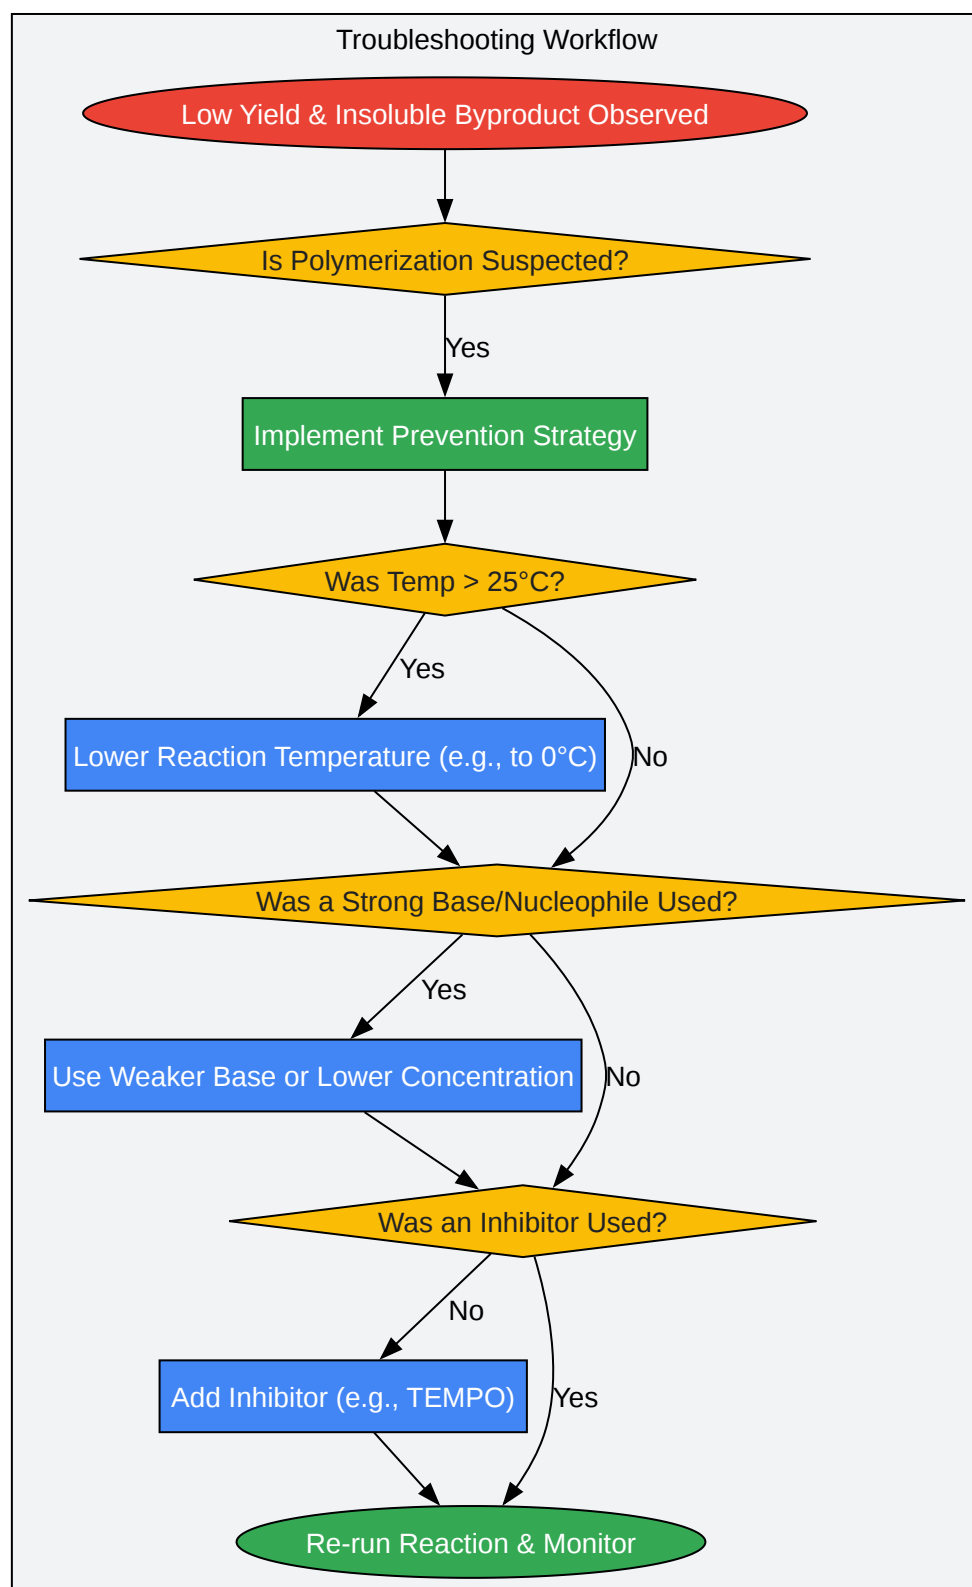 Troubleshooting Workflow
Low Yield & Insoluble Byproduct Observed
Is Polymerization Suspected?
Yes
Implement Prevention Strategy
Was Temp > 25°C?
Yes
Lower Reaction Temperature (e.g., to 0°C)
No
Was a Strong Base/Nucleophile Used?
Yes
Use Weaker Base or Lower Concentration
No
Was an Inhibitor Used?
No
Add Inhibitor (e.g., TEMPO)
Yes
Re-run Reaction & Monitor